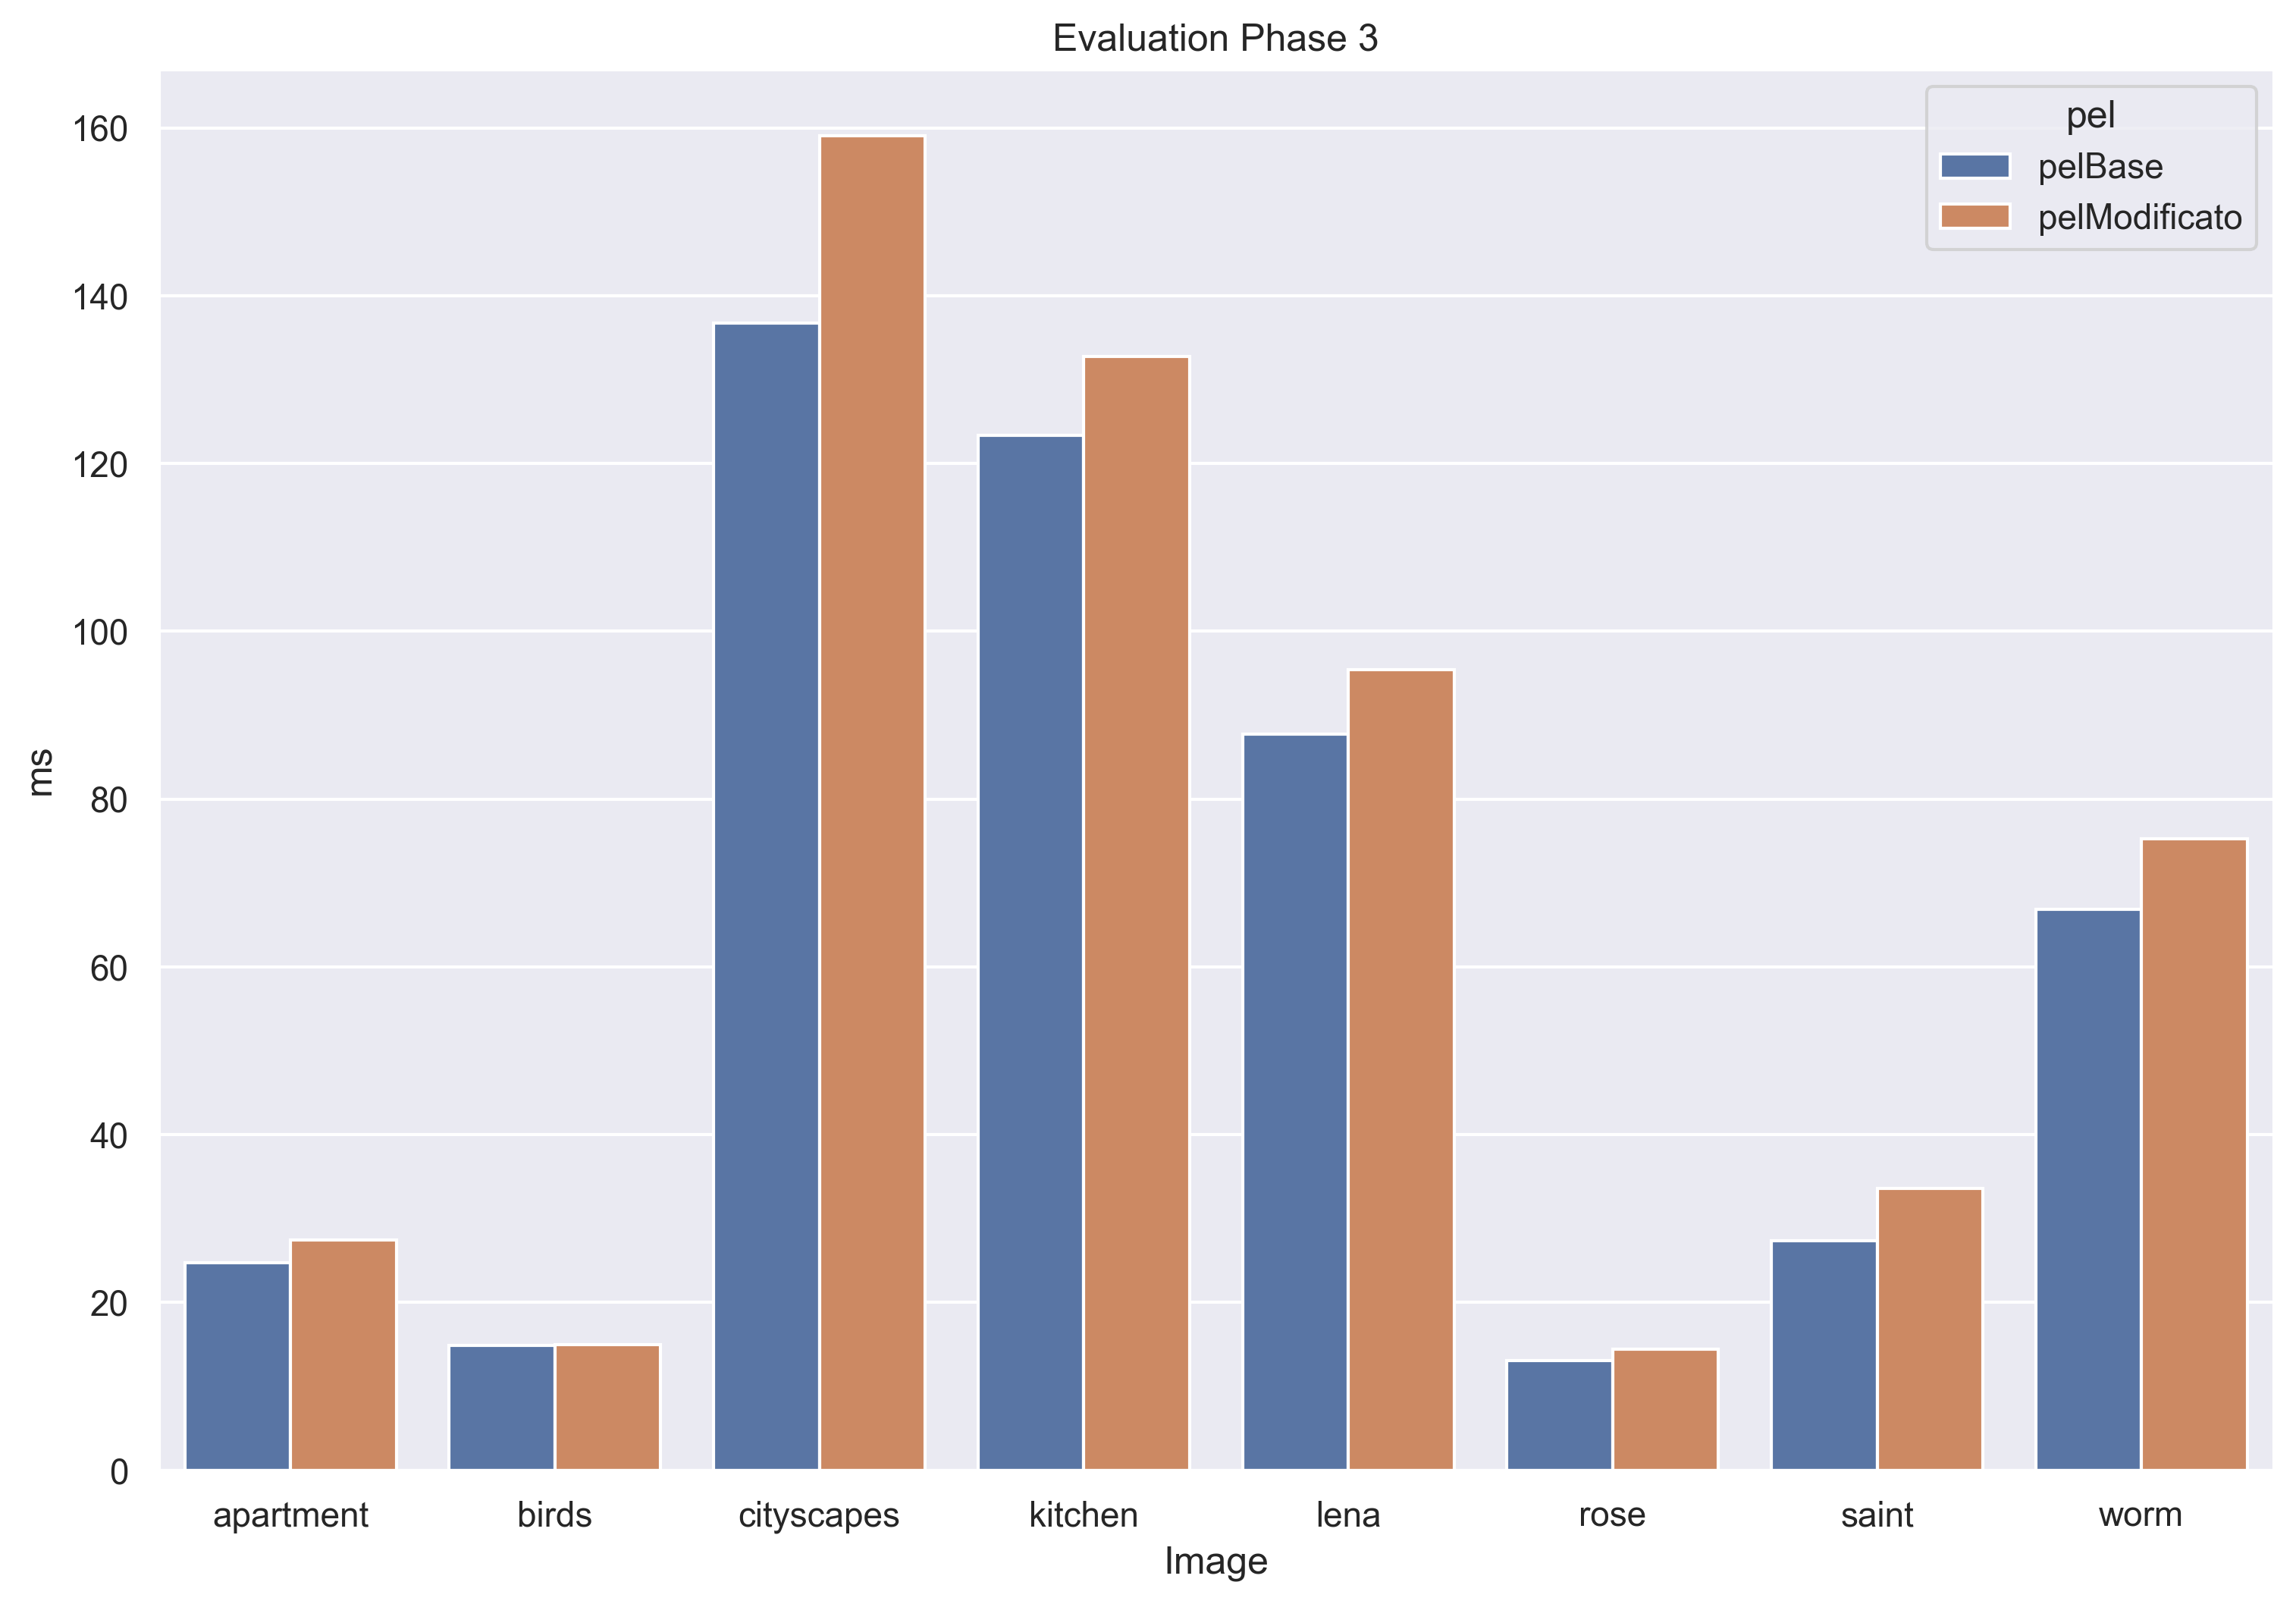 Evaluation Phase 3
pel
pelBase
pelModificato
160
140
120
100
80
60
40
20
0
ms
apartment birds cityscapes kitchen lena rose saint worm
Image